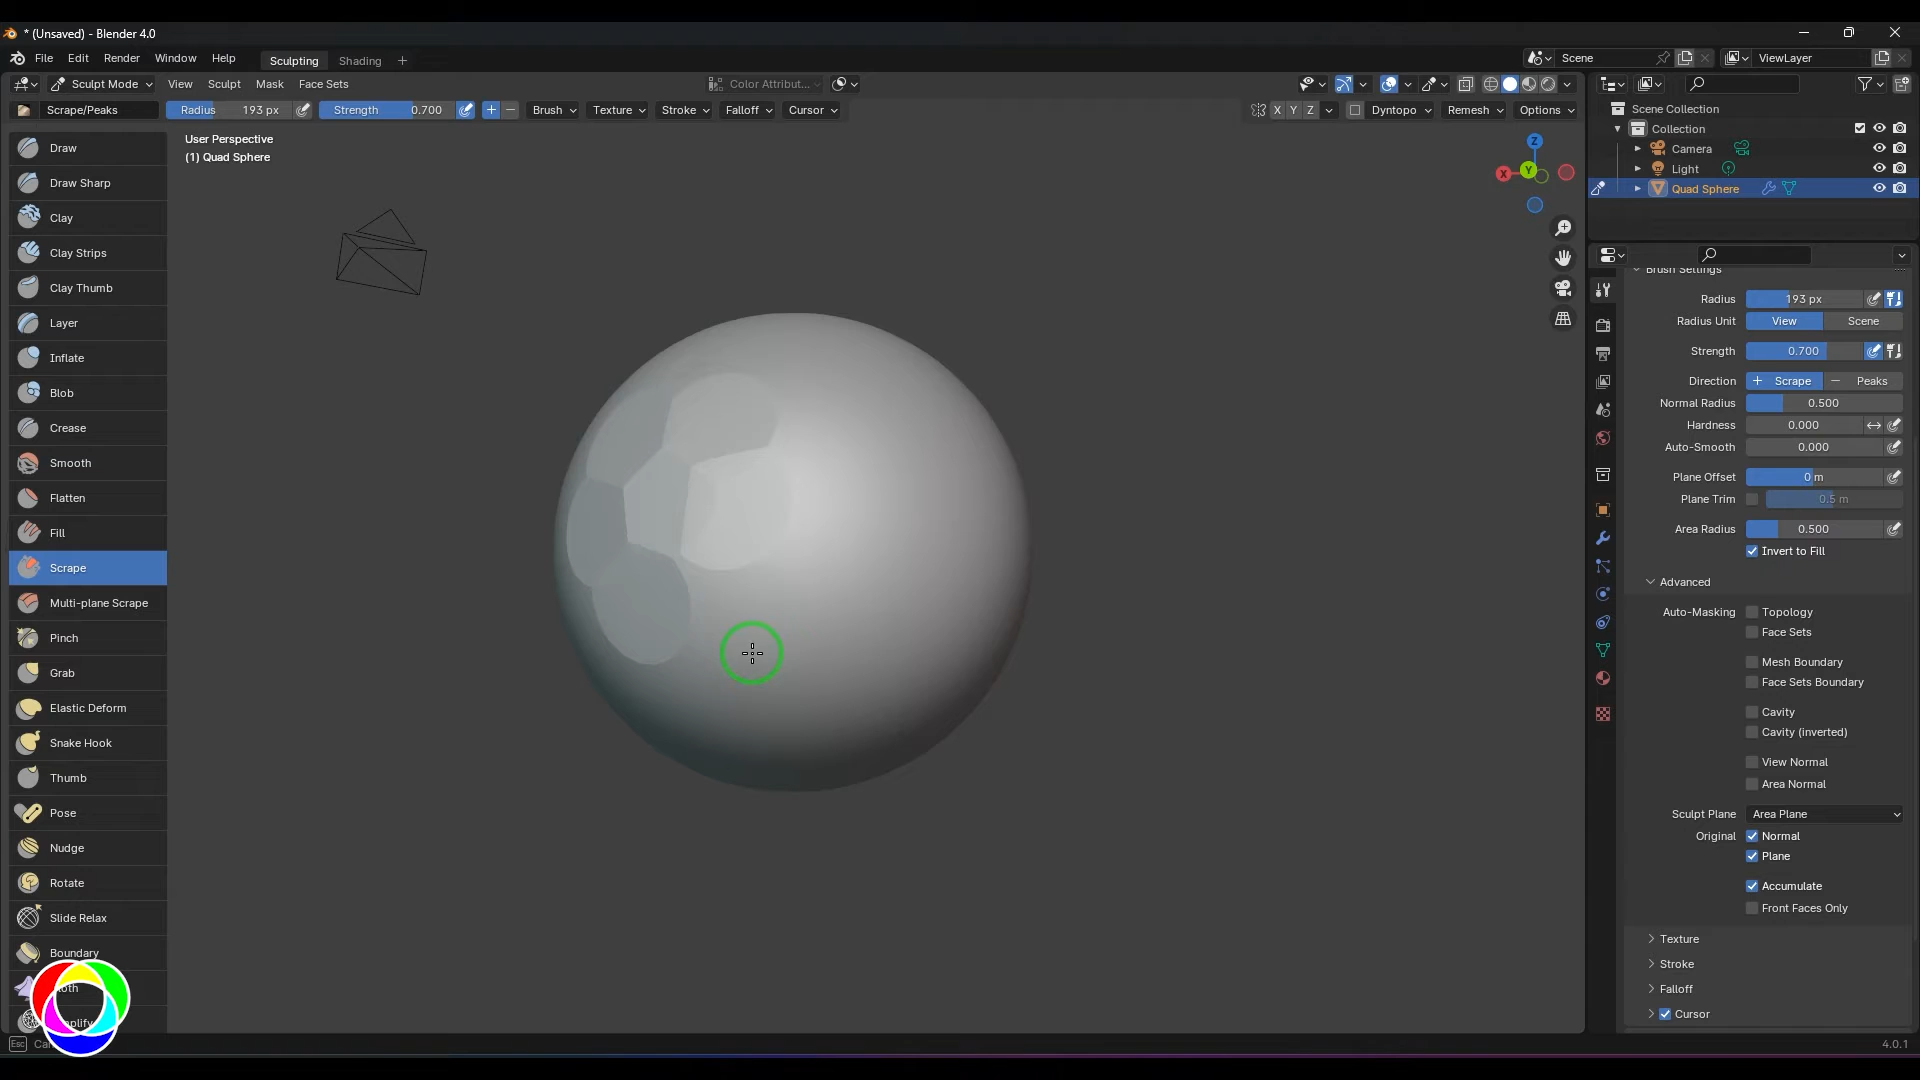 * (Unsaved) - Blender 4.0
File Edit Render Window Help Sculpting Shading + Scene ViewLayer
Sculpt Mode View Sculpt Mask Face Sets Color Attribut...
Scrape/Peaks Radius 193 px Strength 0.700 + − Brush Texture Stroke Falloff Cursor X Y Z Dyntopo Remesh Options
User Perspective
(1) Quad Sphere
Draw
Draw Sharp
Clay
Clay Strips
Clay Thumb
Layer
Inflate
Blob
Crease
Smooth
Flatten
Fill
Scrape
Multi-plane Scrape
Pinch
Grab
Elastic Deform
Snake Hook
Thumb
Pose
Nudge
Rotate
Slide Relax
Boundary
Esc
Z
X
Y
Scene Collection
Collection
Camera
Light
Quad Sphere
Brush Settings
Radius 193 px
Radius Unit View Scene
Strength 0.700
Direction + Scrape − Peaks
Normal Radius 0.500
Hardness 0.000
Auto-Smooth 0.000
Plane Offset 0 m
Plane Trim 0.5 m
Area Radius 0.500
Invert to Fill
Advanced
Auto-Masking Topology
Face Sets
Mesh Boundary
Face Sets Boundary
Cavity
Cavity (inverted)
View Normal
Area Normal
Sculpt Plane Area Plane
Original Normal
Plane
Accumulate
Front Faces Only
Texture
Stroke
Falloff
Cursor
4.0.1